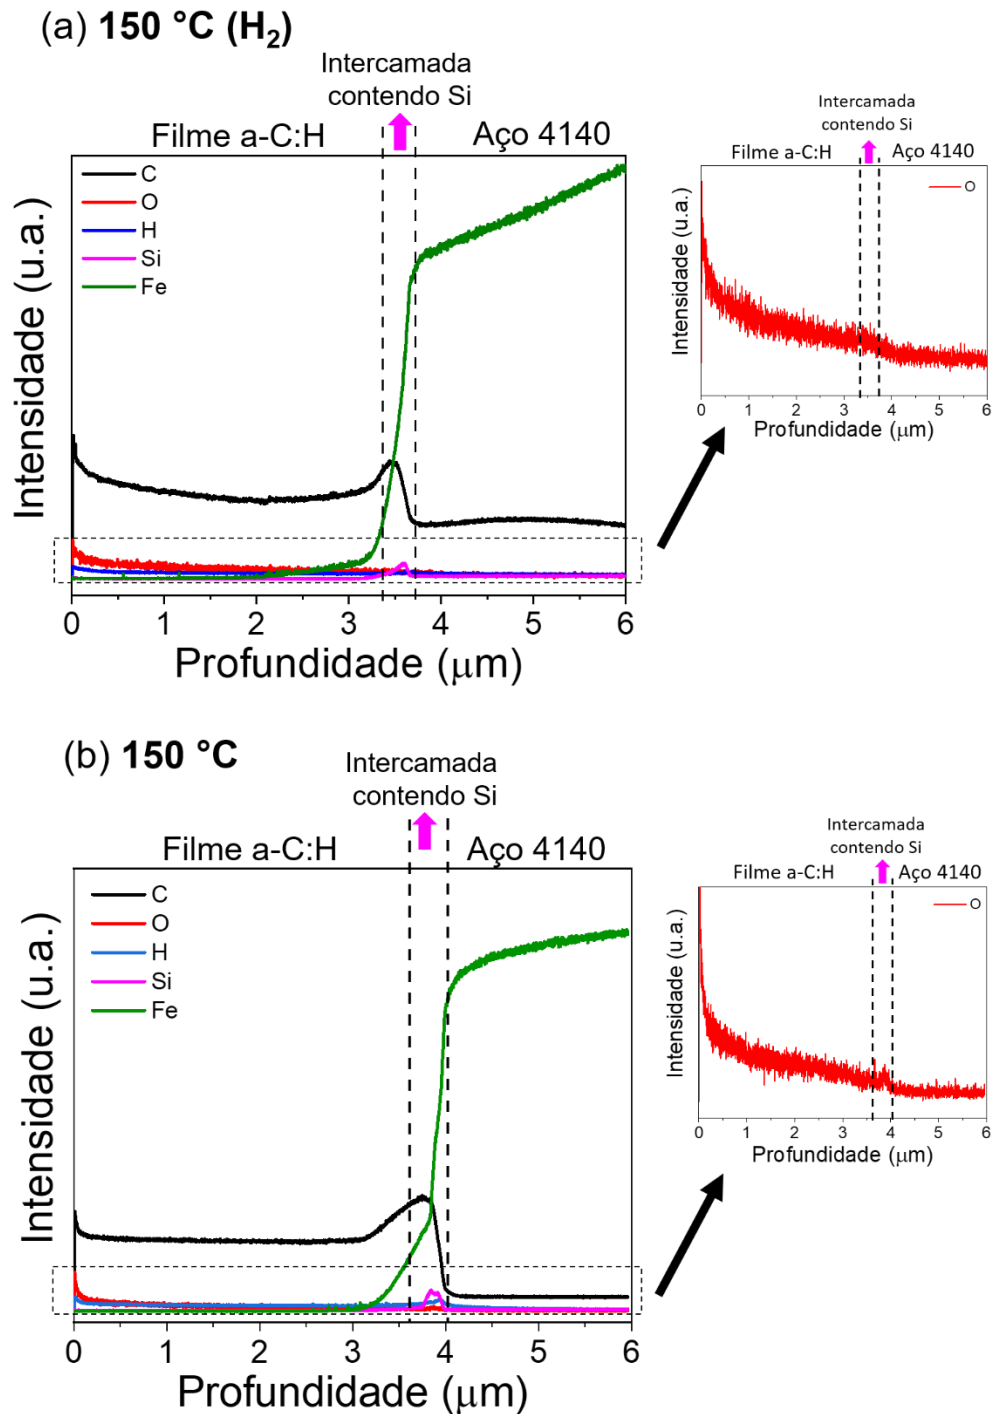 (a) 150 °C (H₂)
Intercamada
contendo Si
Filme a-C:H
Aço 4140
C
O
H
Si
Fe
Intensidade (u.a.)
0 1 2 3 4 5 6
Profundidade (μm)
Intercamada
contendo Si
Filme a-C:H
Aço 4140
O
Intensidade (u.a.)
0 1 2 3 4 5 6
Profundidade (μm)
(b) 150 °C
Intercamada
contendo Si
Filme a-C:H
Aço 4140
C
O
H
Si
Fe
Intensidade (u.a.)
0 1 2 3 4 5 6
Profundidade (μm)
Intercamada
contendo Si
Filme a-C:H
Aço 4140
O
Intensidade (u.a.)
0 1 2 3 4 5 6
Profundidade (μm)